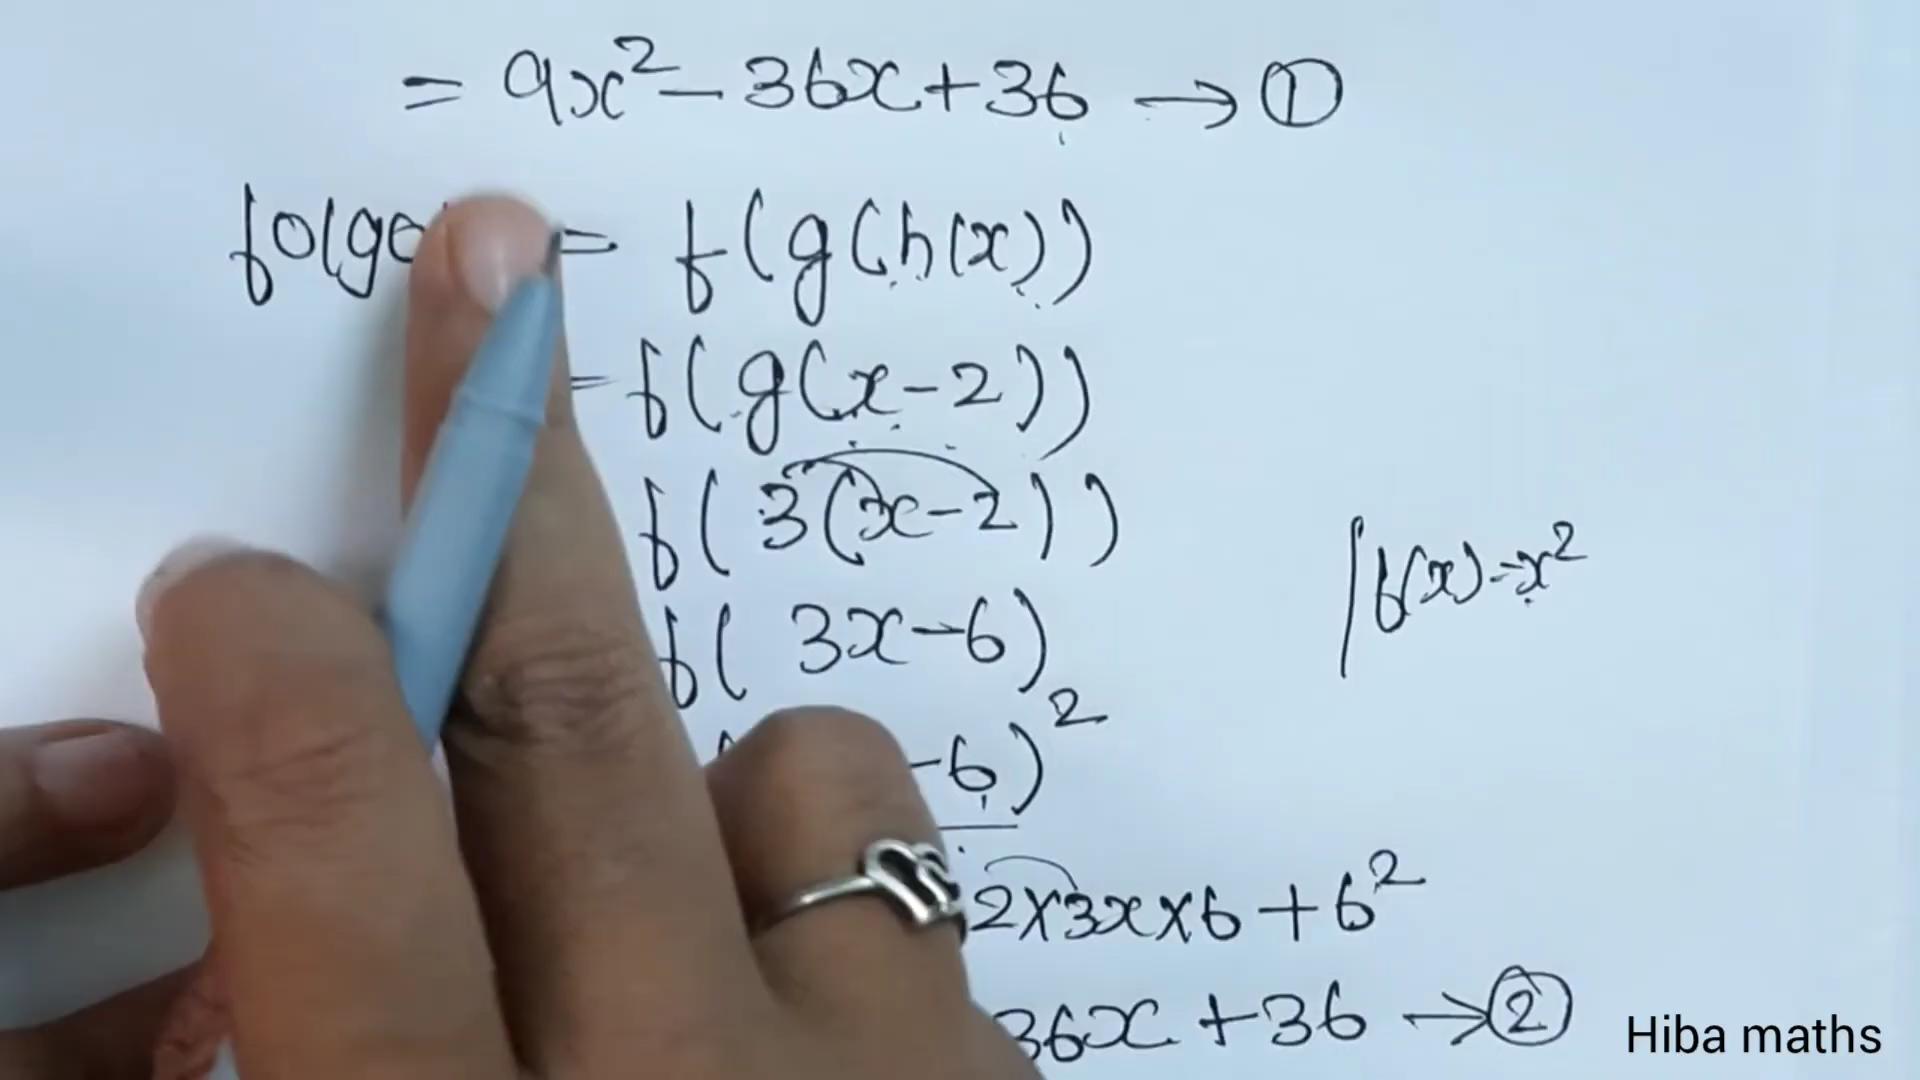 = 9x² - 36x + 36 → ①
fo(go = f(g(h(x))
= f(g(x-2))
f(3(x-2))
f(3x-6)
f(x) = x²
-6)²
2×3x×6 + 6²
36x + 36 → ②
Hiba maths